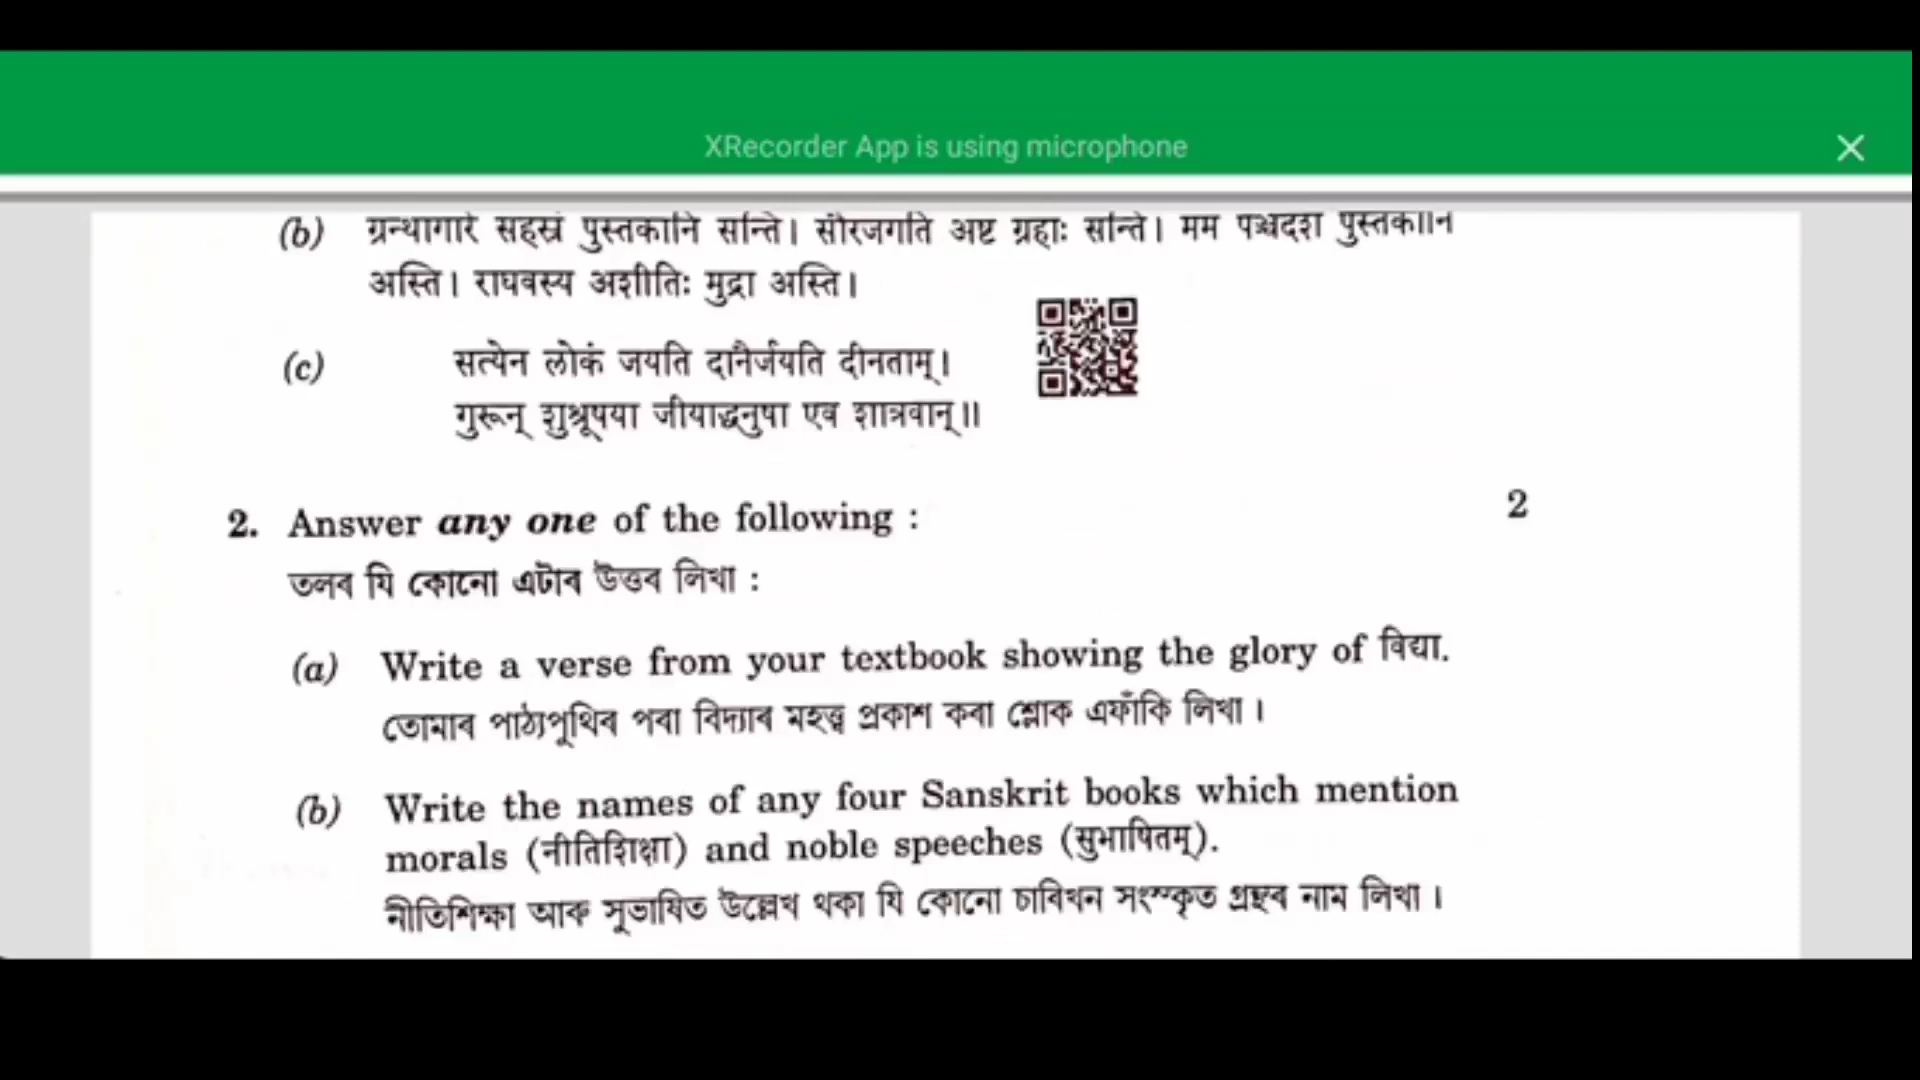 XRecorder App is using microphone
(b) ग्रन्थागारे सहस्रं पुस्तकानि सन्ति। सौरजगति अष्ट ग्रहाः सन्ति। मम पञ्चदश पुस्तकानि
अस्ति। राघवस्य अशीतिः मुद्रा अस्ति।
(c) सत्येन लोकं जयति दानैर्जयति दीनताम्।
गुरून् शुश्रूषया जीयाद्धनुषा एव शात्रवान्॥
2. Answer any one of the following : 2
তলৰ যি কোনো এটাৰ উত্তৰ লিখা :
(a) Write a verse from your textbook showing the glory of विद्या.
তোমাৰ পাঠ্যপুথিৰ পৰা বিদ্যাৰ মহত্ত্ব প্ৰকাশ কৰা শ্লোক এফাঁকি লিখা।
(b) Write the names of any four Sanskrit books which mention
morals (नीतिशिक्षा) and noble speeches (सुभाषितम्).
নীতিশিক্ষা আৰু সুভাষিত উল্লেখ থকা যি কোনো চাৰিখন সংস্কৃত গ্ৰন্থৰ নাম লিখা।